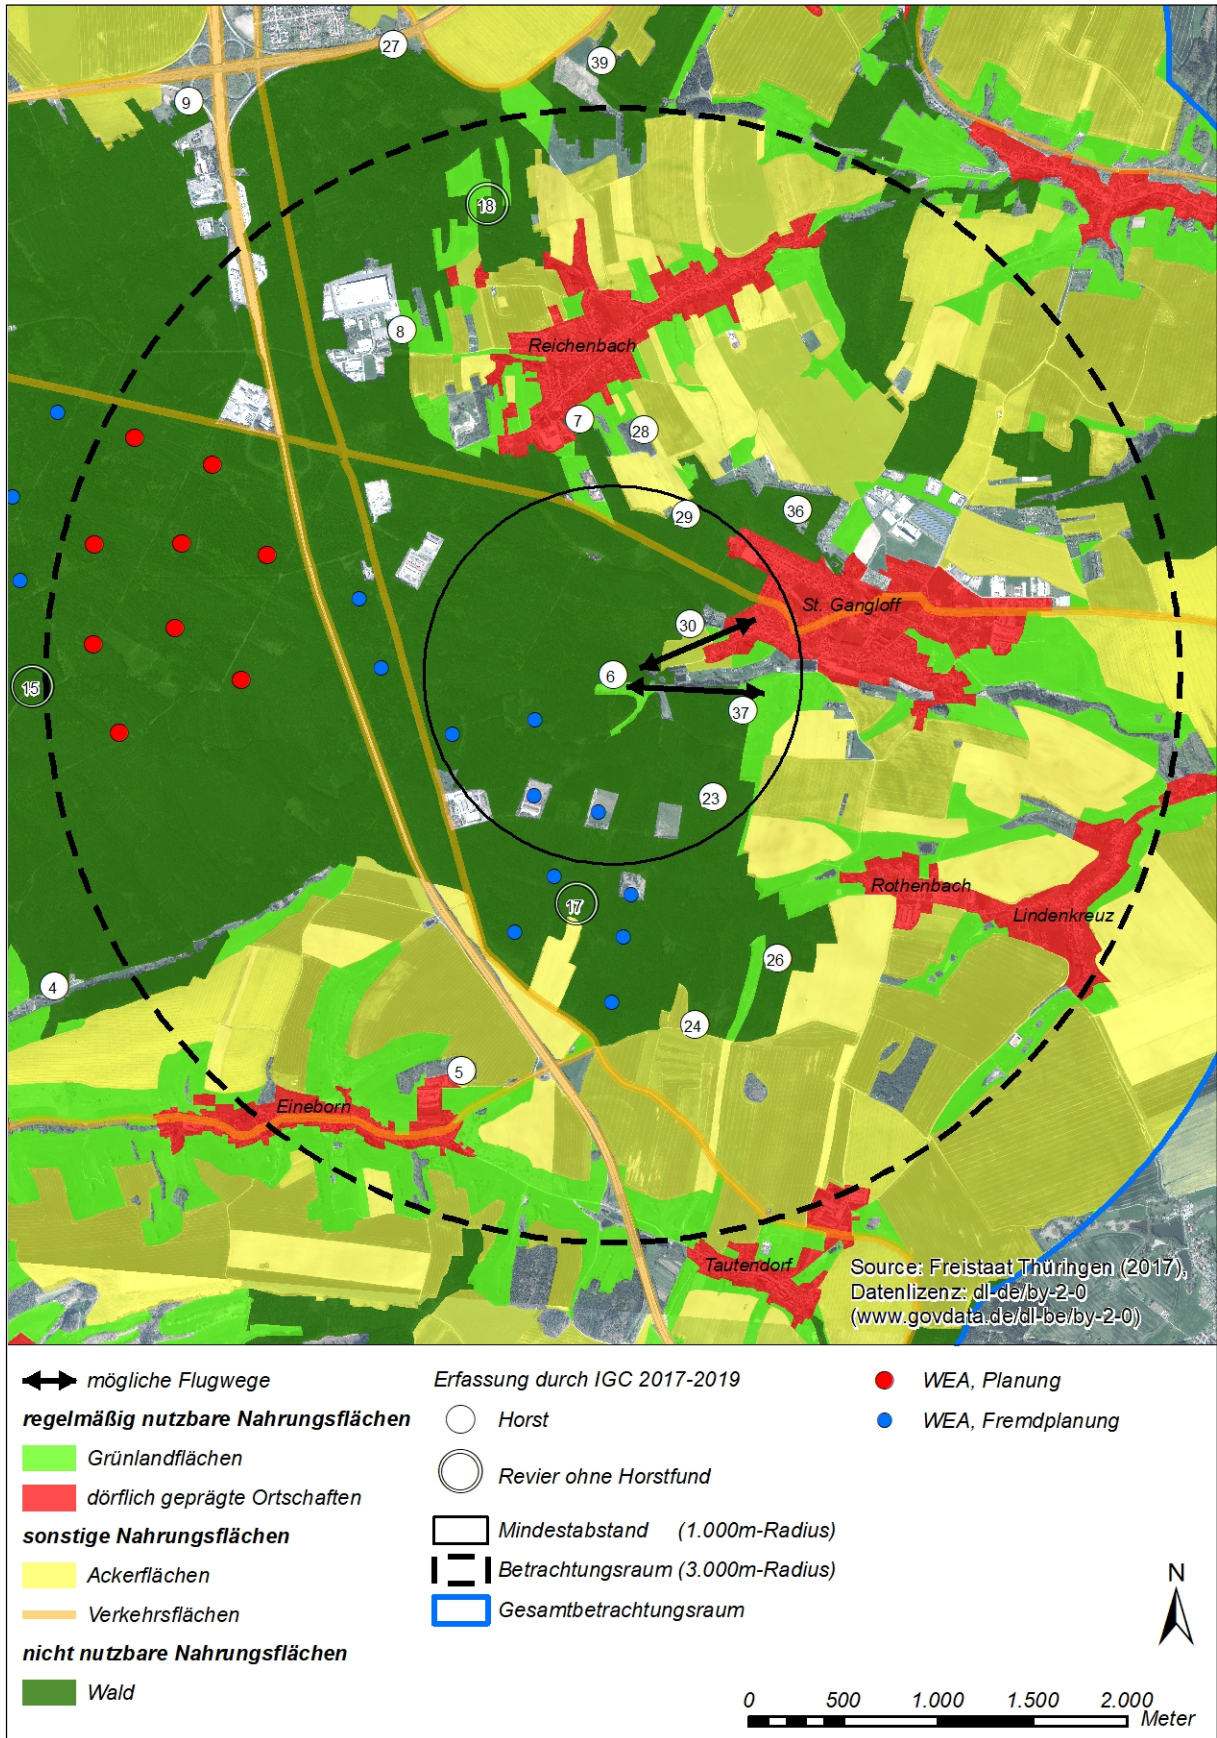 27
39
9
18
8
Reichenbach
7
28
29
36
St. Gangloff
30
6
15
37
23
Rothenbach
17
Lindenkreuz
26
4
24
5
Eineborn
Tautendorf
Source: Freistaat Thüringen (2017),
Datenlizenz: dl-de/by-2-0
(www.govdata.de/dl-be/by-2-0)
mögliche Flugwege
regelmäßig nutzbare Nahrungsflächen
Grünlandflächen
dörflich geprägte Ortschaften
sonstige Nahrungsflächen
Ackerflächen
Verkehrsflächen
nicht nutzbare Nahrungsflächen
Wald
Erfassung durch IGC 2017-2019
Horst
Revier ohne Horstfund
Mindestabstand (1.000m-Radius)
Betrachtungsraum (3.000m-Radius)
Gesamtbetrachtungsraum
WEA, Planung
WEA, Fremdplanung
N
0 500 1.000 1.500 2.000
Meter